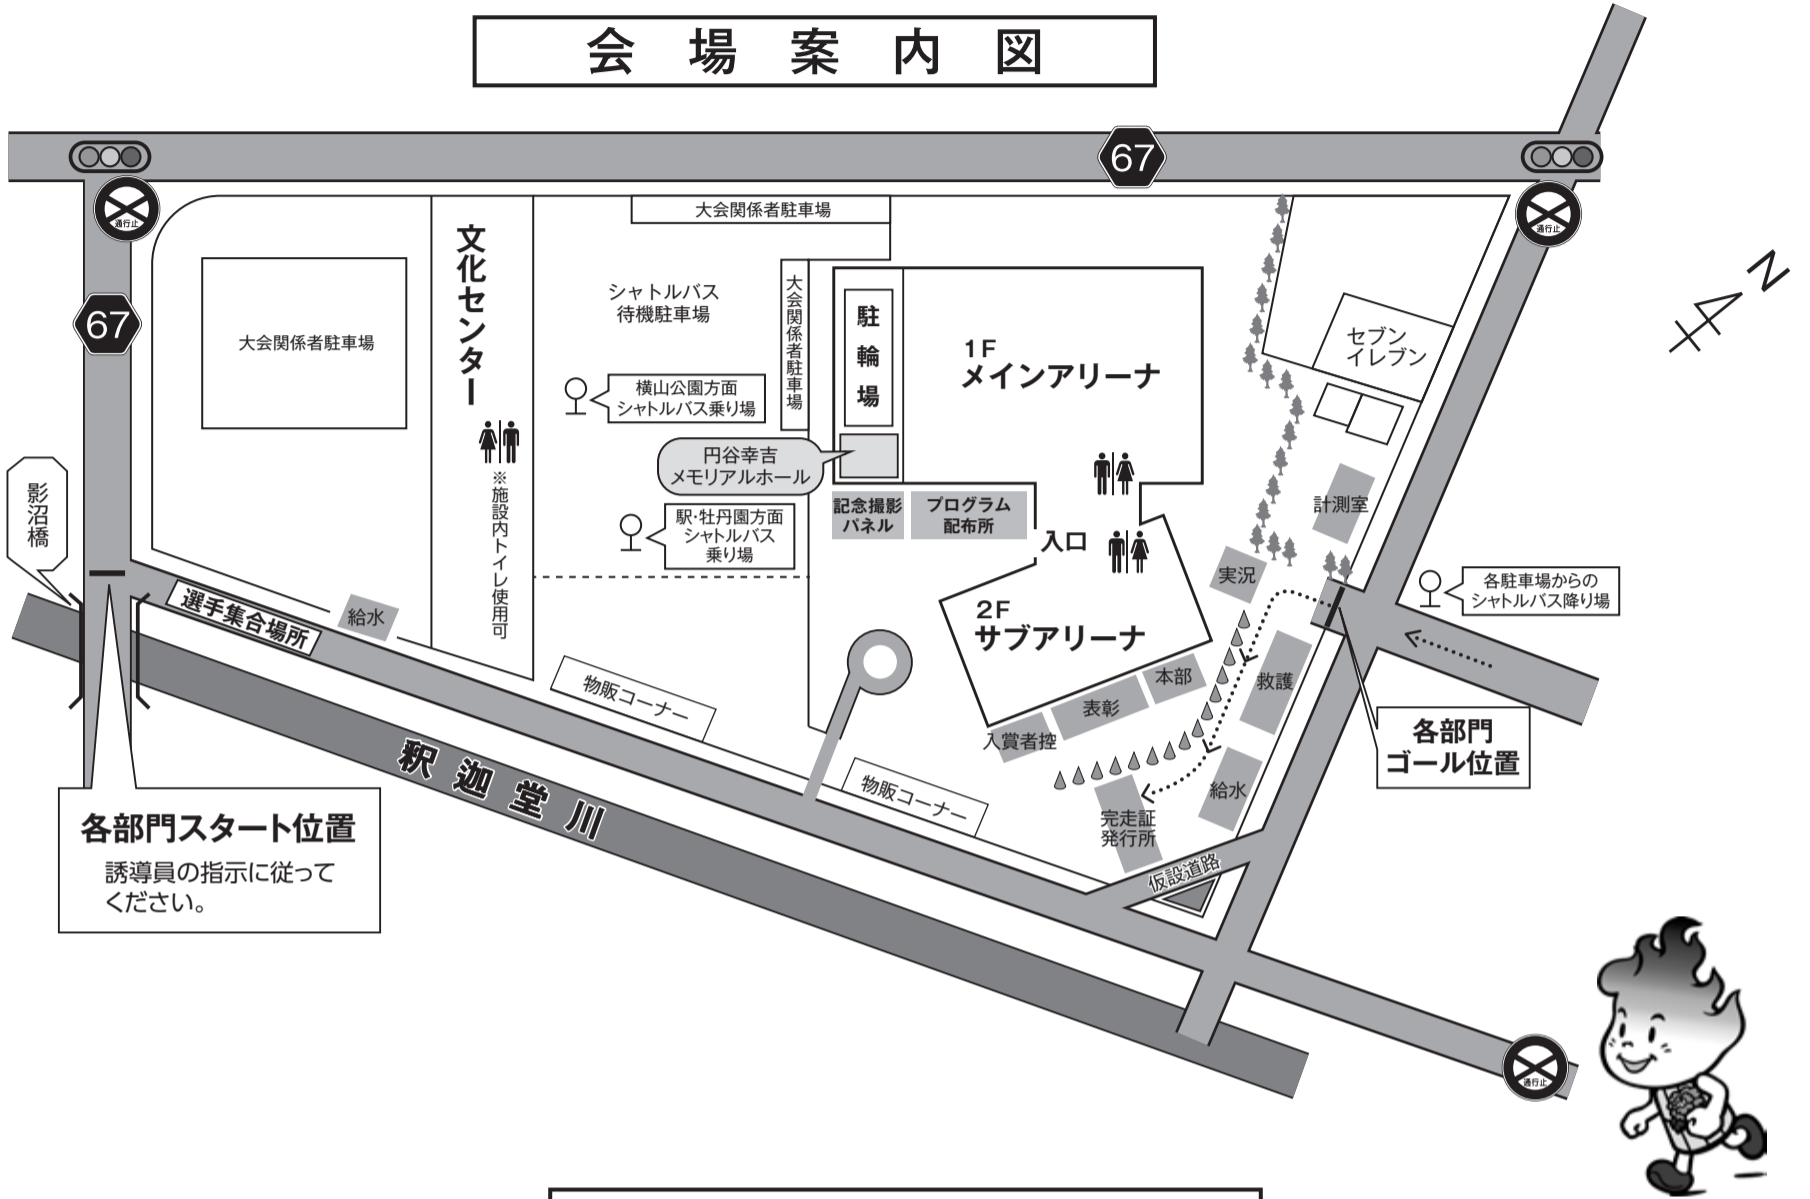 会場案内図
67
通行止
通行止
大会関係者駐車場
文化センター
67
大会関係者駐車場
シャトルバス
待機駐車場
大会関係者駐車場
駐輪場
1F
メインアリーナ
セブン
イレブン
N
横山公園方面
シャトルバス乗り場
円谷幸吉
メモリアルホール
※施設内トイレ使用可
影沼橋
記念撮影
パネル
プログラム
配布所
計測室
駅・牡丹園方面
シャトルバス
乗り場
入口
実況
各駐車場からの
シャトルバス降り場
選手集合場所
給水
2F
サブアリーナ
本部
救護
物販コーナー
表彰
入賞者控
各部門
ゴール位置
釈迦堂川
物販コーナー
給水
完走証
発行所
各部門スタート位置
誘導員の指示に従って
ください。
仮設道路
通行止